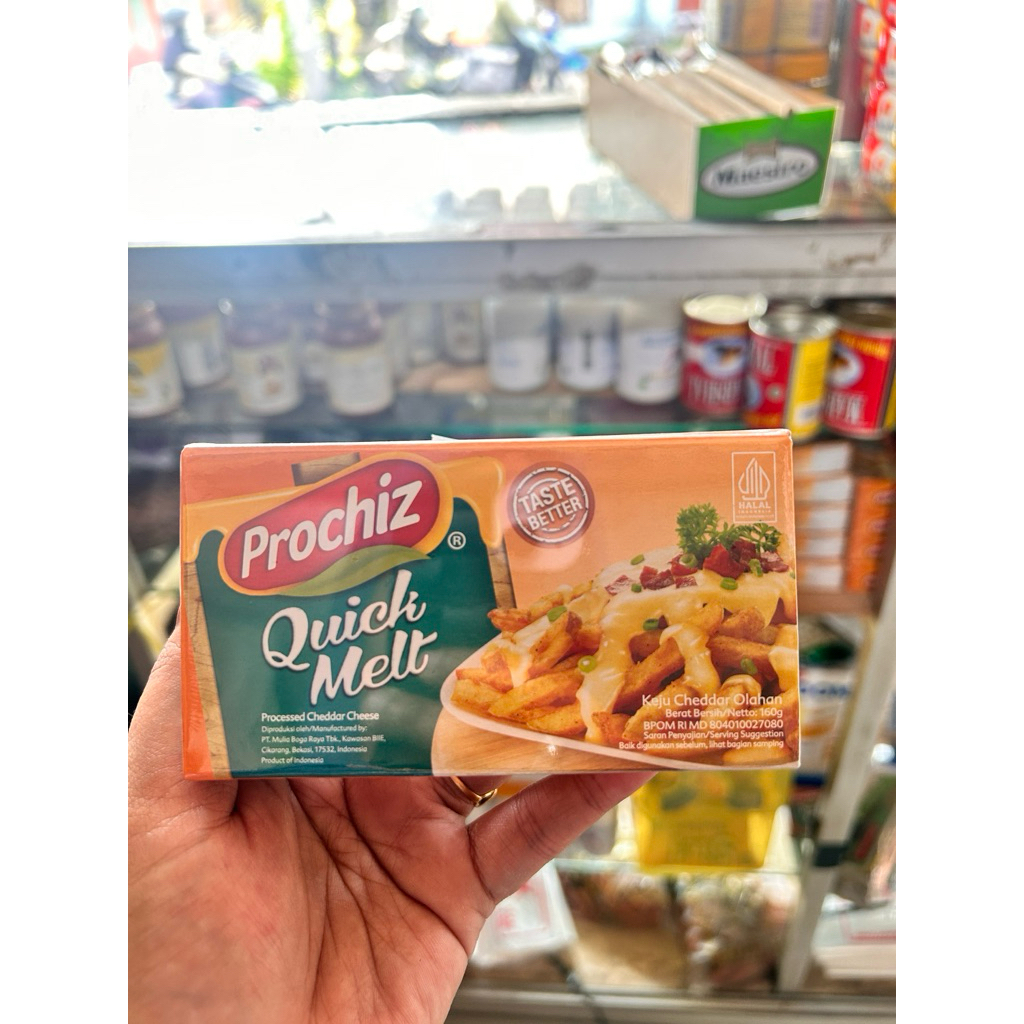 Maestro
Prochiz
®
Quick
Melt
TASTE
BETTER
HALAL
INDONESIA
Processed Cheddar Cheese
Diproduksi oleh/Manufactured by:
PT. Mulia Boga Raya Tbk., Kawasan BIIE,
Cikarang, Bekasi, 17532, Indonesia
Product of Indonesia
Keju Cheddar Olahan
Berat Bersih/Netto: 160g
BPOM RI MD 804010027080
Saran Penyajian/Serving Suggestion
Baik digunakan sebelum, lihat bagian samping